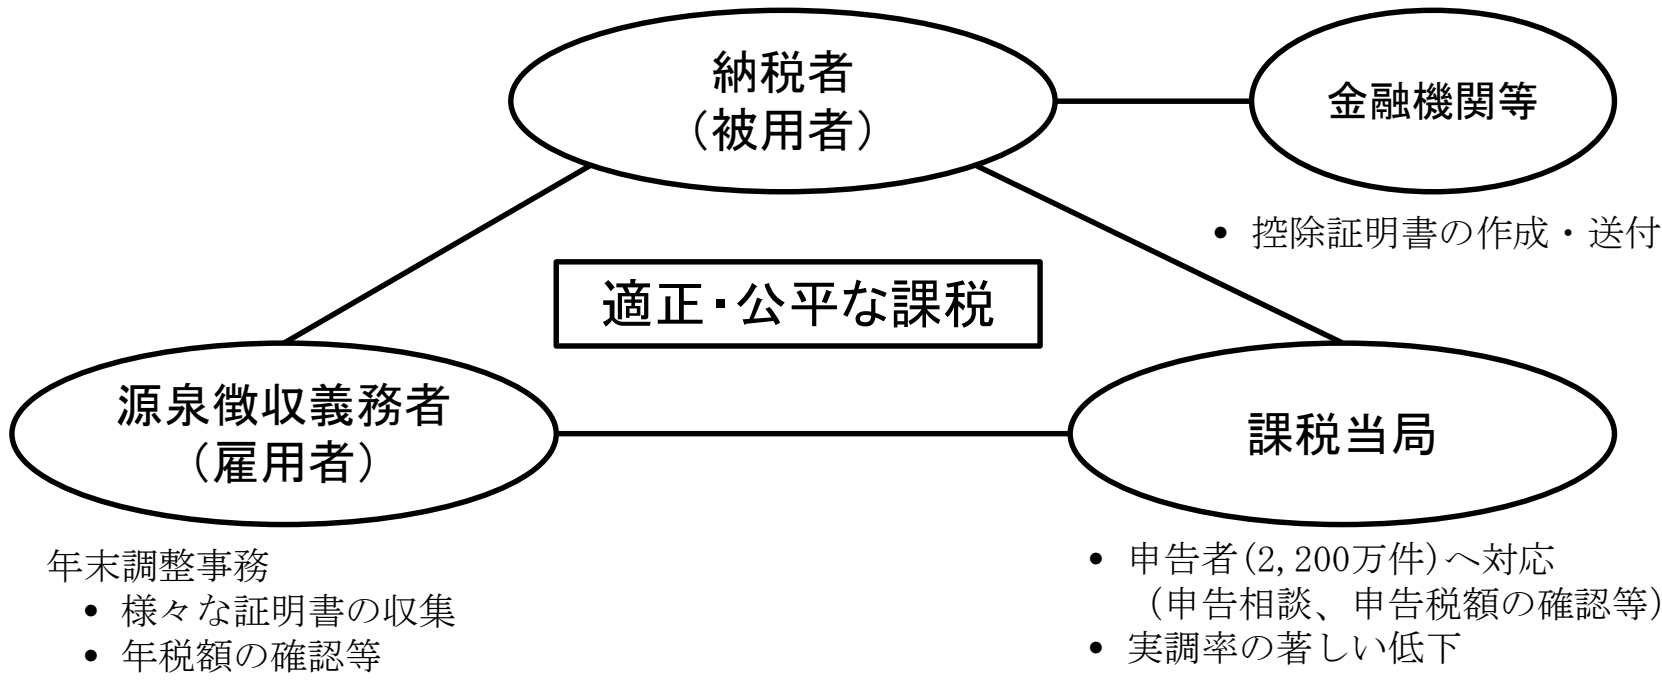 納税者
（被用者）
金融機関等
• 控除証明書の作成・送付
適正・公平な課税
源泉徴収義務者
（雇用者）
課税当局
年末調整事務
• 様々な証明書の収集
• 年税額の確認等
• 申告者(2,200万件)へ対応
（申告相談、申告税額の確認等）
• 実調率の著しい低下